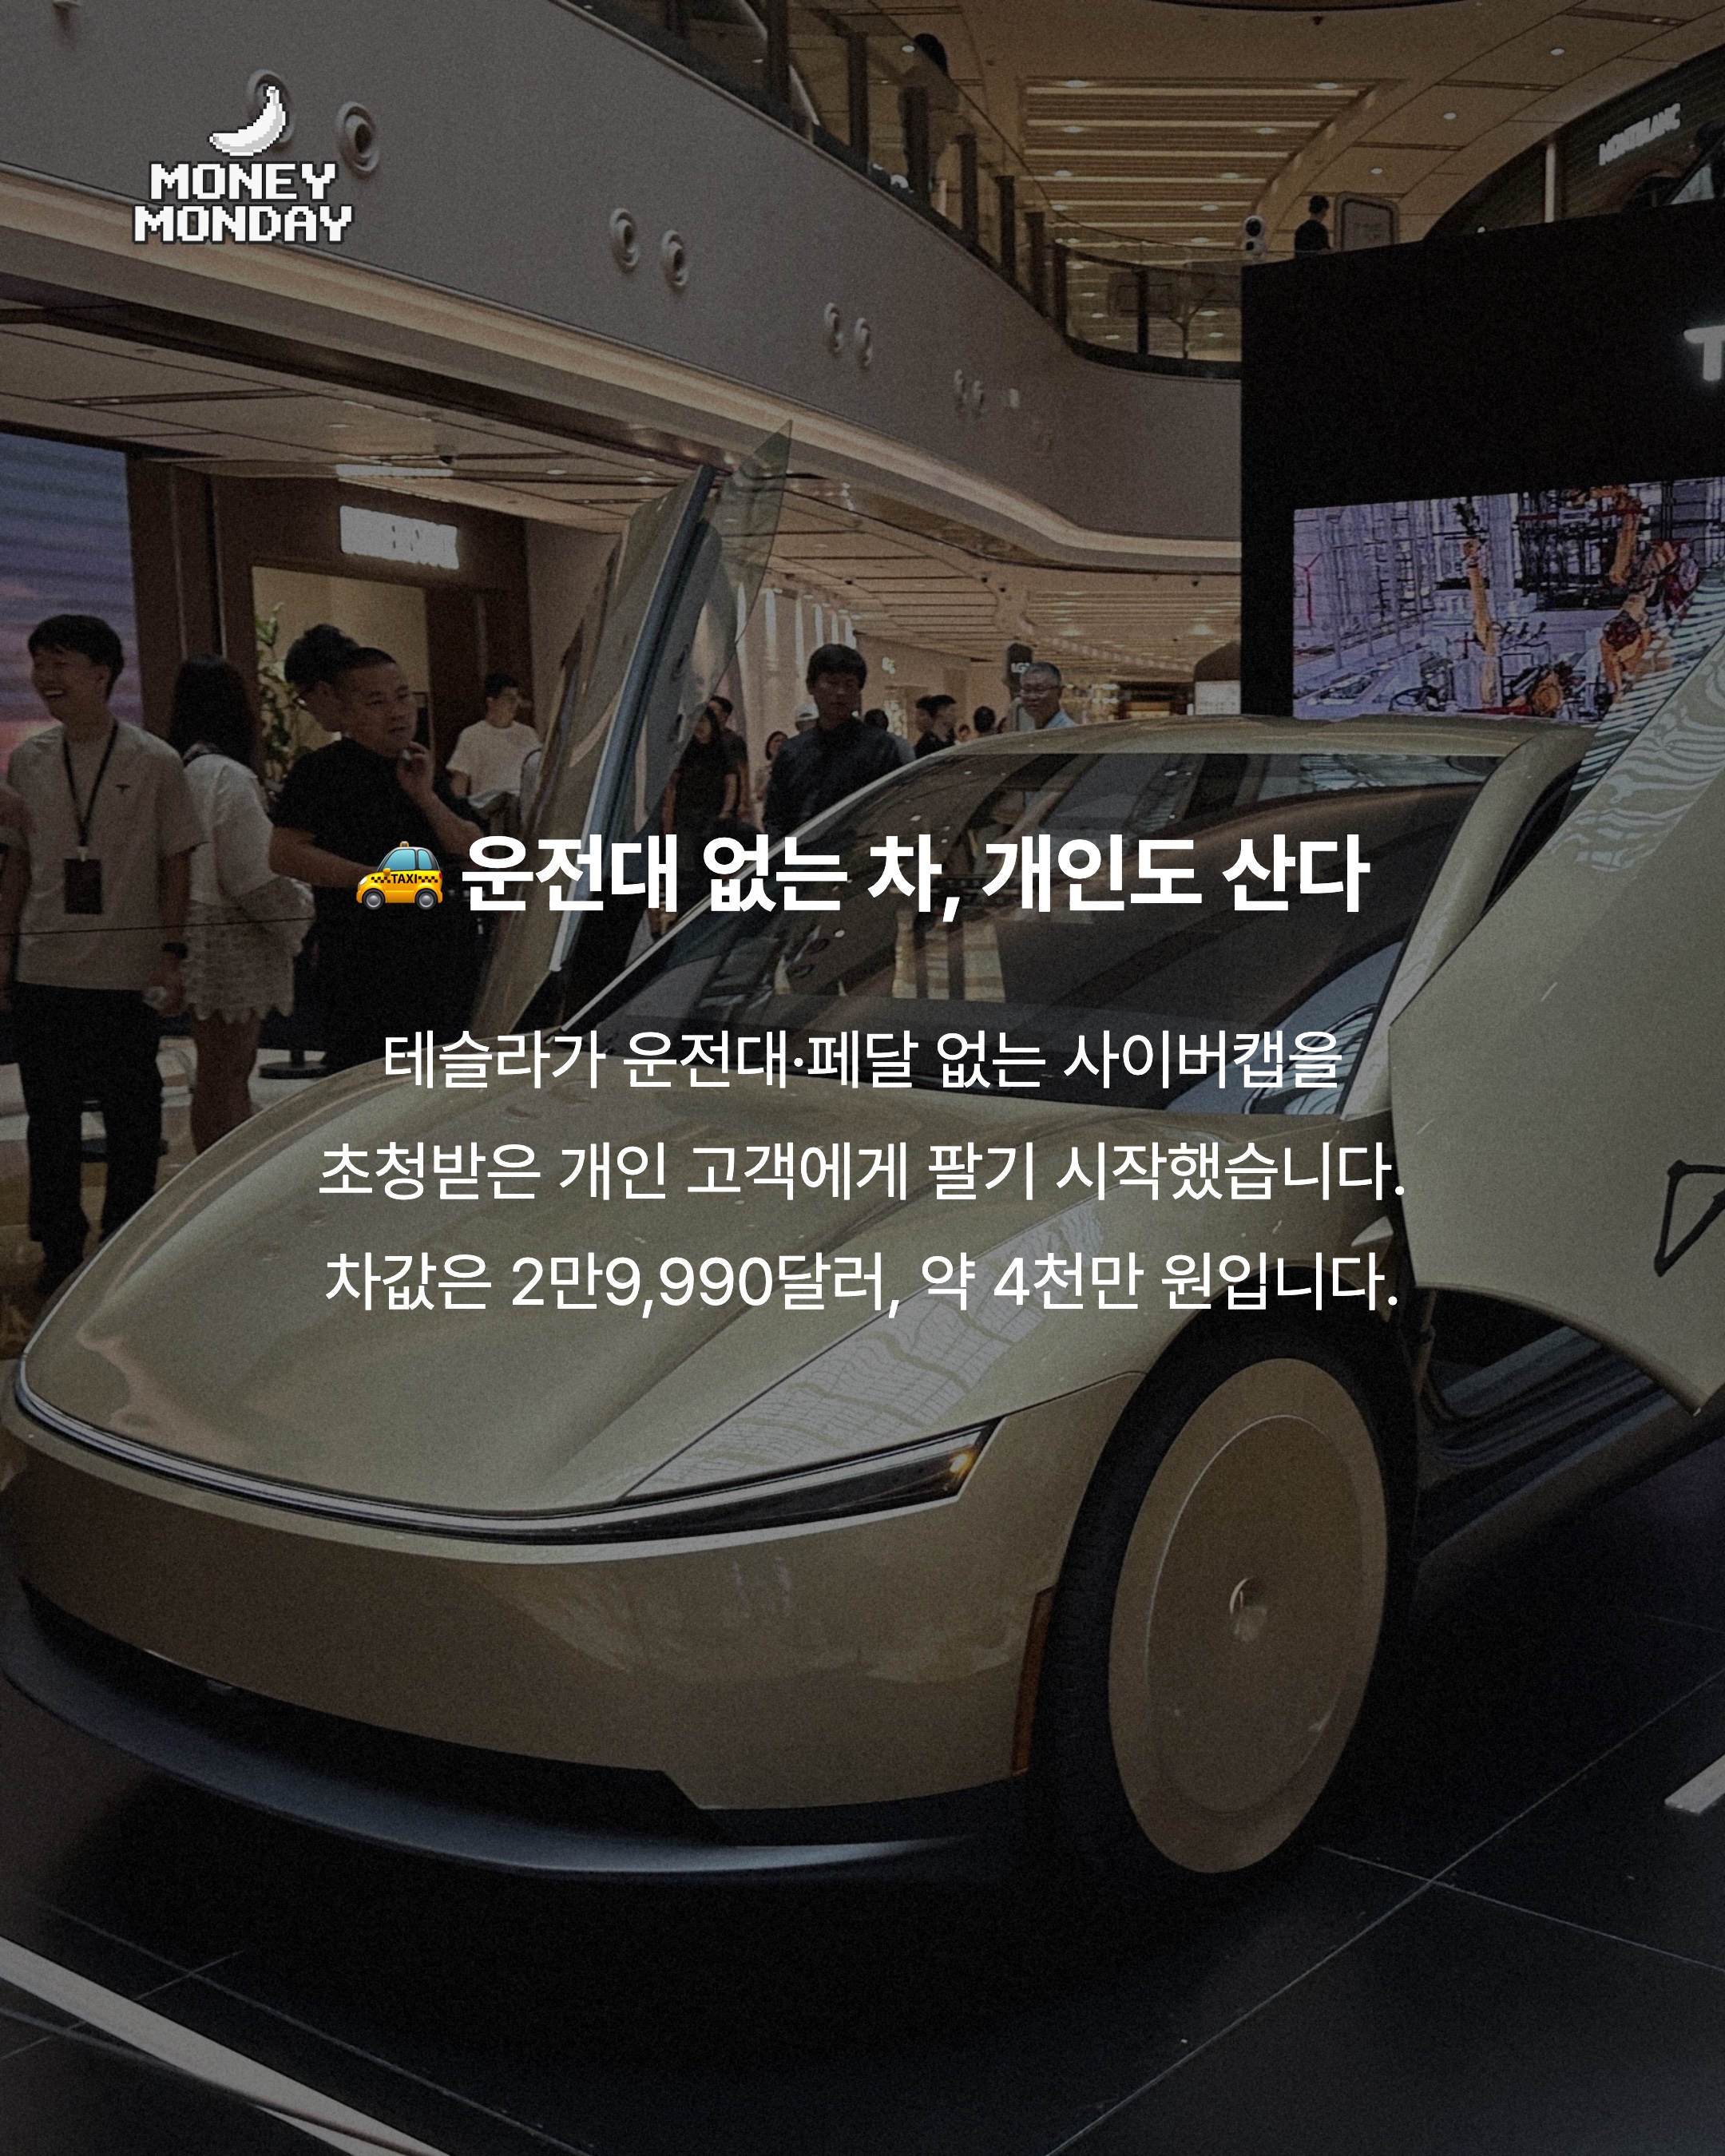 MONEY
MONDAY
MONTBLANC
🚕 운전대 없는 차, 개인도 산다
테슬라가 운전대·페달 없는 사이버캡을
초청받은 개인 고객에게 팔기 시작했습니다.
차값은 2만9,990달러, 약 4천만 원입니다.